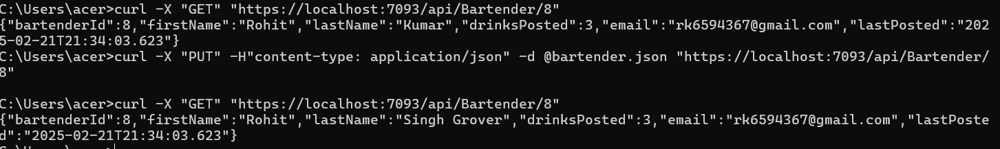 C:\Users\acer>curl -X "GET" "https://localhost:7093/api/Bartender/8"
{"bartenderId":8,"firstName":"Rohit","lastName":"Kumar","drinksPosted":3,"email":"rk6594367@gmail.com","lastPosted":"202
5-02-21T21:34:03.623"}
C:\Users\acer>curl -X "PUT" -H"content-type: application/json" -d @bartender.json "https://localhost:7093/api/Bartender/
8"
C:\Users\acer>curl -X "GET" "https://localhost:7093/api/Bartender/8"
{"bartenderId":8,"firstName":"Rohit","lastName":"Singh Grover","drinksPosted":3,"email":"rk6594367@gmail.com","lastPoste
d":"2025-02-21T21:34:03.623"}
C:\Users\acer>